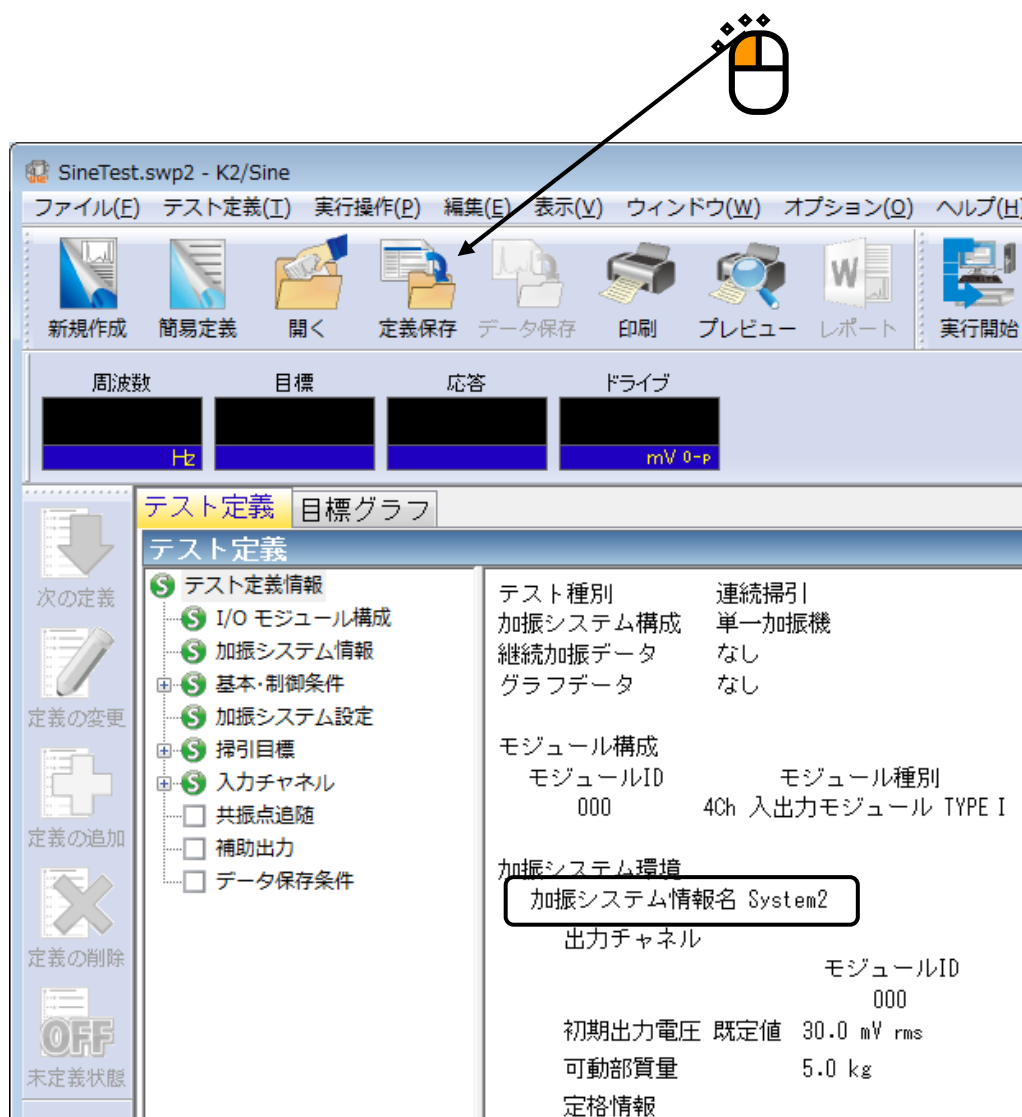 SineTest.swp2 - K2/Sine
ファイル(F) テスト定義(T) 実行操作(P) 編集(E) 表示(V) ウィンドウ(W) オプション(O) ヘルプ(H)
新規作成 簡易定義 開く 定義保存 データ保存 印刷 プレビュー レポート 実行開始
周波数 目標 応答 ドライブ
Hz mV 0-P
テスト定義 目標グラフ
テスト定義
次の定義
定義の変更
定義の追加
定義の削除
OFF
未定義状態
テスト定義情報
I/O モジュール構成
加振システム情報
基本・制御条件
加振システム設定
掃引目標
入力チャネル
共振点追随
補助出力
データ保存条件
テスト種別 連続掃引
加振システム構成 単一加振機
継続加振データ なし
グラフデータ なし
モジュール構成
モジュールID モジュール種別
000 4Ch 入出力モジュール TYPE I
加振システム環境
加振システム情報名 System2
出力チャネル
モジュールID
000
初期出力電圧 既定値 30.0 mV rms
可動部質量 5.0 kg
定格情報